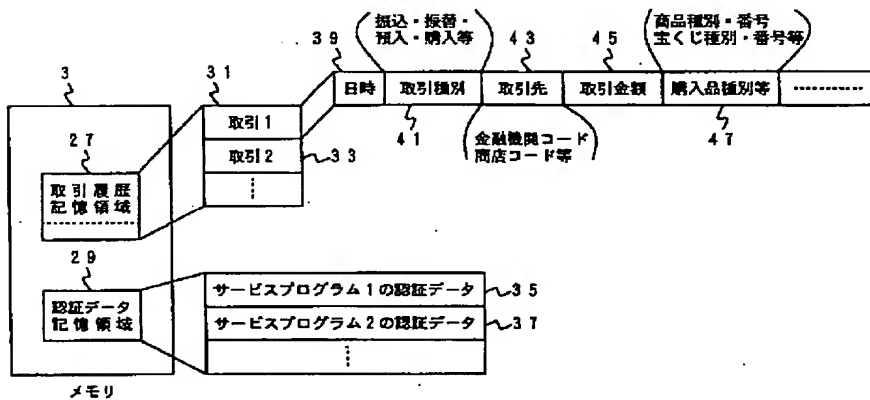 振込・振替・
預入・購入等
商品種別・番号
宝くじ種別・番号等
39
43
45
31
3
日時
取引種別
取引先
取引金額
購入品種別等
取引1
41
金融機関コード
商店コード等
47
27
取引2
33
取引履歴
記憶領域
29
サービスプログラム1の認証データ
35
認証データ
記憶領域
サービスプログラム2の認証データ
37
メモリ